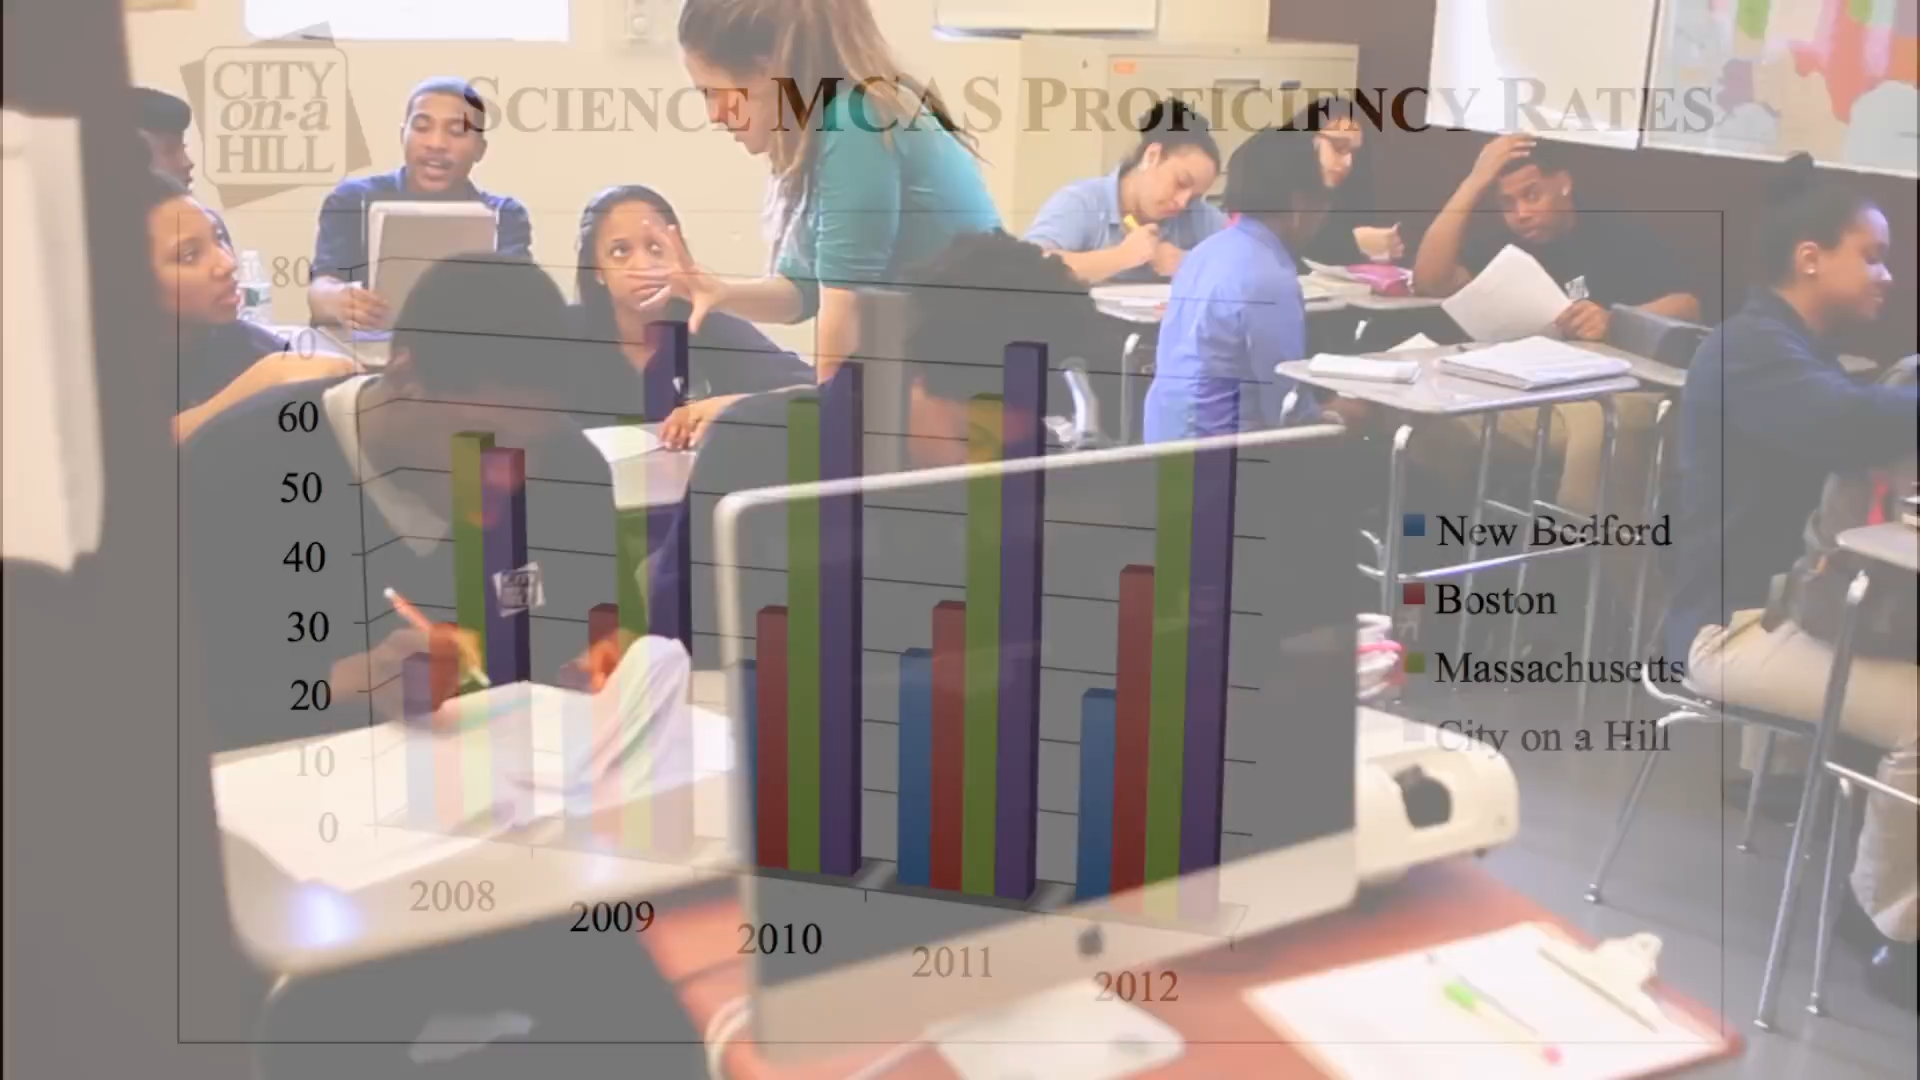 CITY
on·a
HILL
SCIENCE MCAS PROFICIENCY RATES
80
70
60
50
40
30
20
10
0
2008
2009
2010
2011
2012
New Bedford
Boston
Massachusetts
City on a Hill